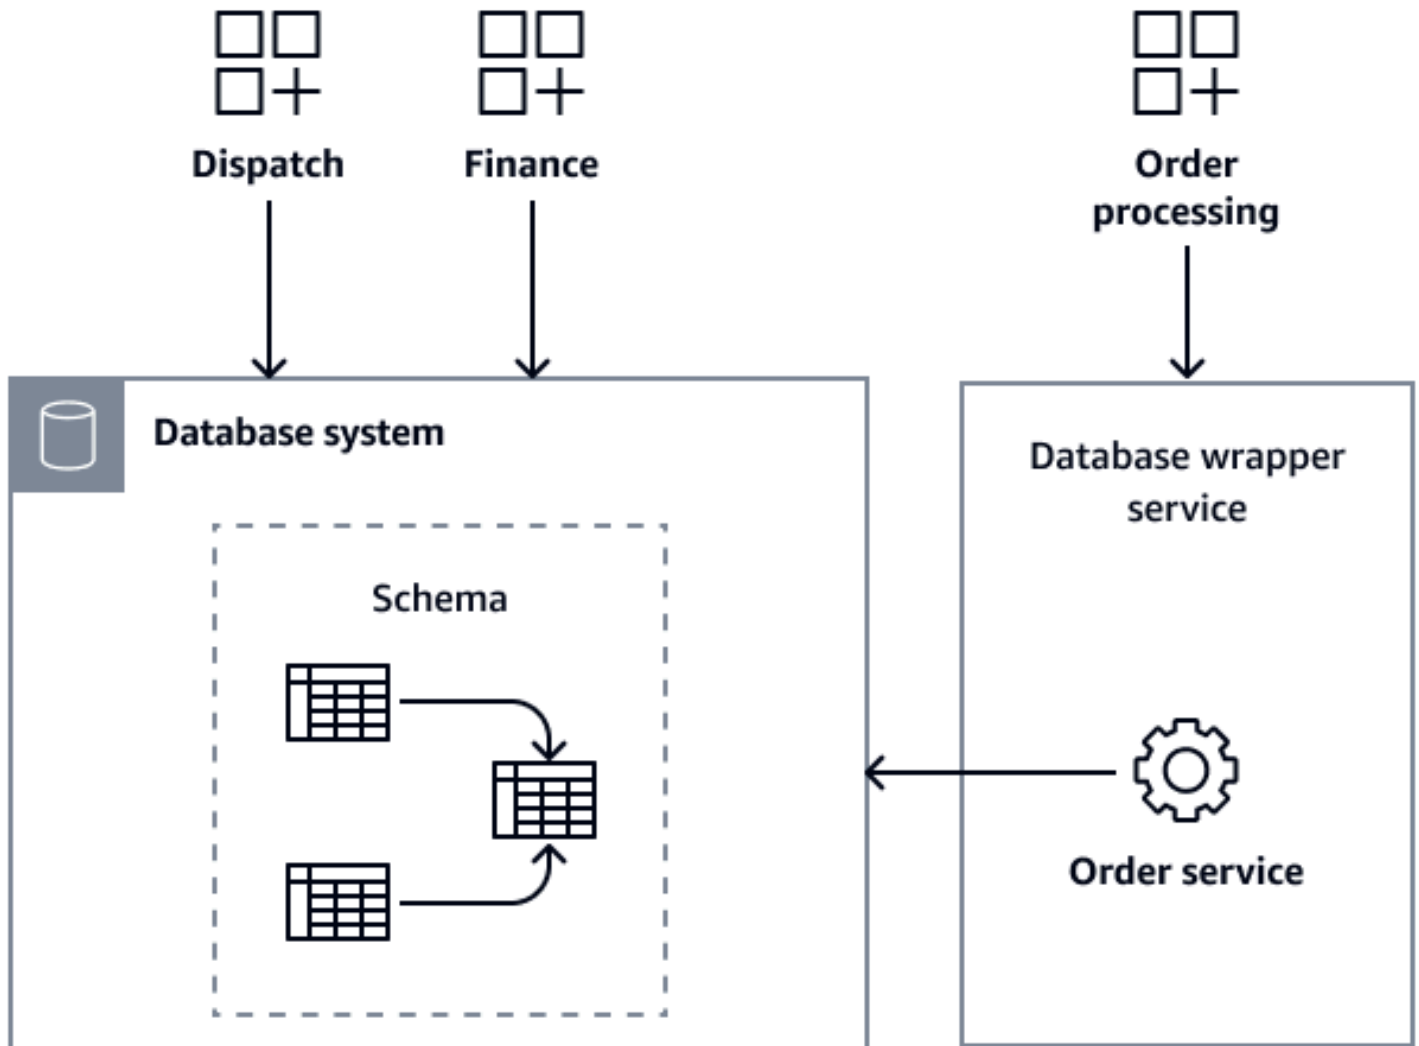 Dispatch
Finance
Order
processing
Database system
Database wrapper
service
Schema
Order service